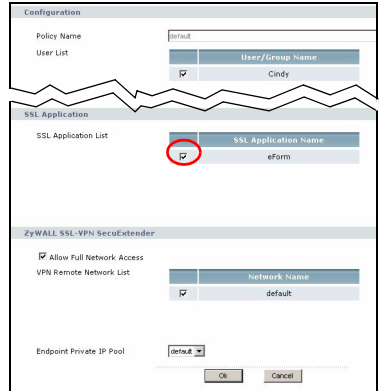 Configuration
Policy Name default
User List
User/Group Name
Cindy
SSL Application
SSL Application List
SSL Application Name
eForm
ZyWALL SSL-VPN SecuExtender
Allow Full Network Access
VPN Remote Network List
Network Name
default
Endpoint Private IP Pool default
Ok Cancel